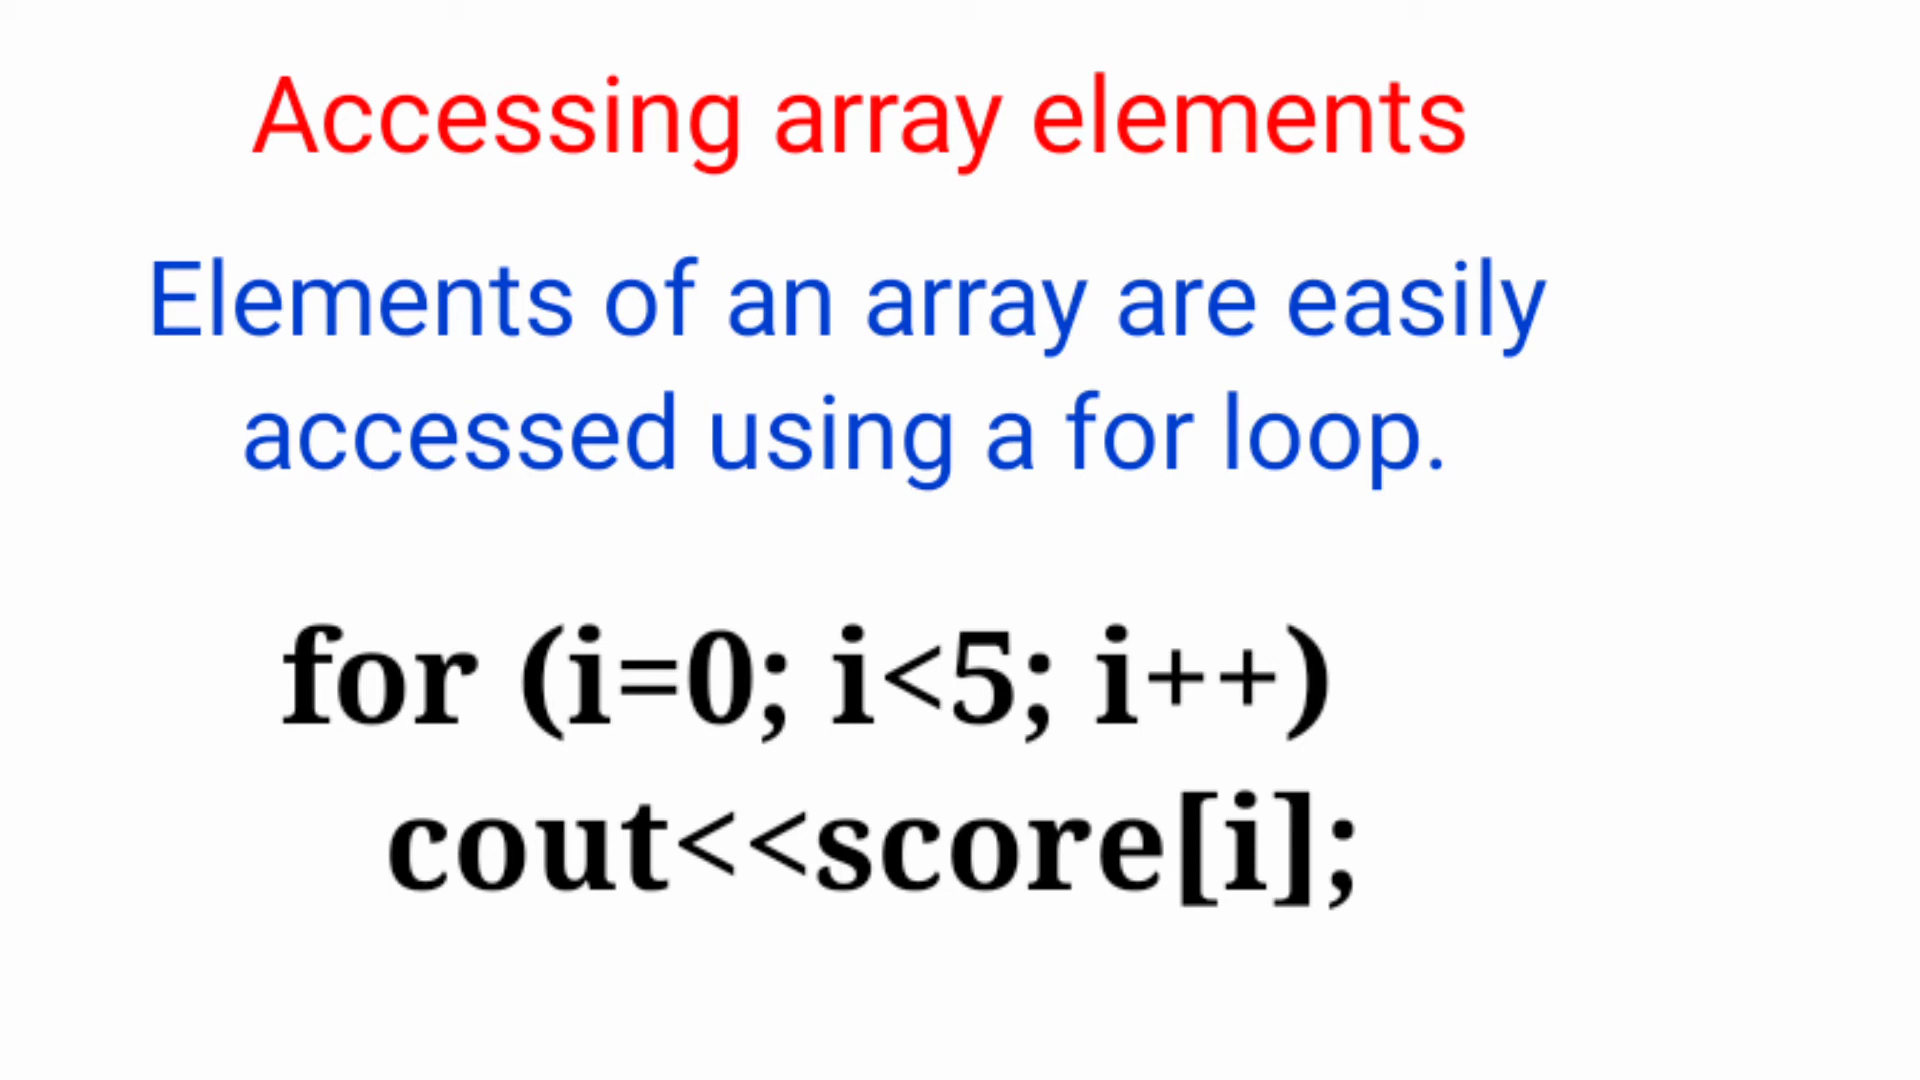 Accessing array elements
Elements of an array are easily
accessed using a for loop.
for (i=0; i<5; i++)
cout<<score[i];